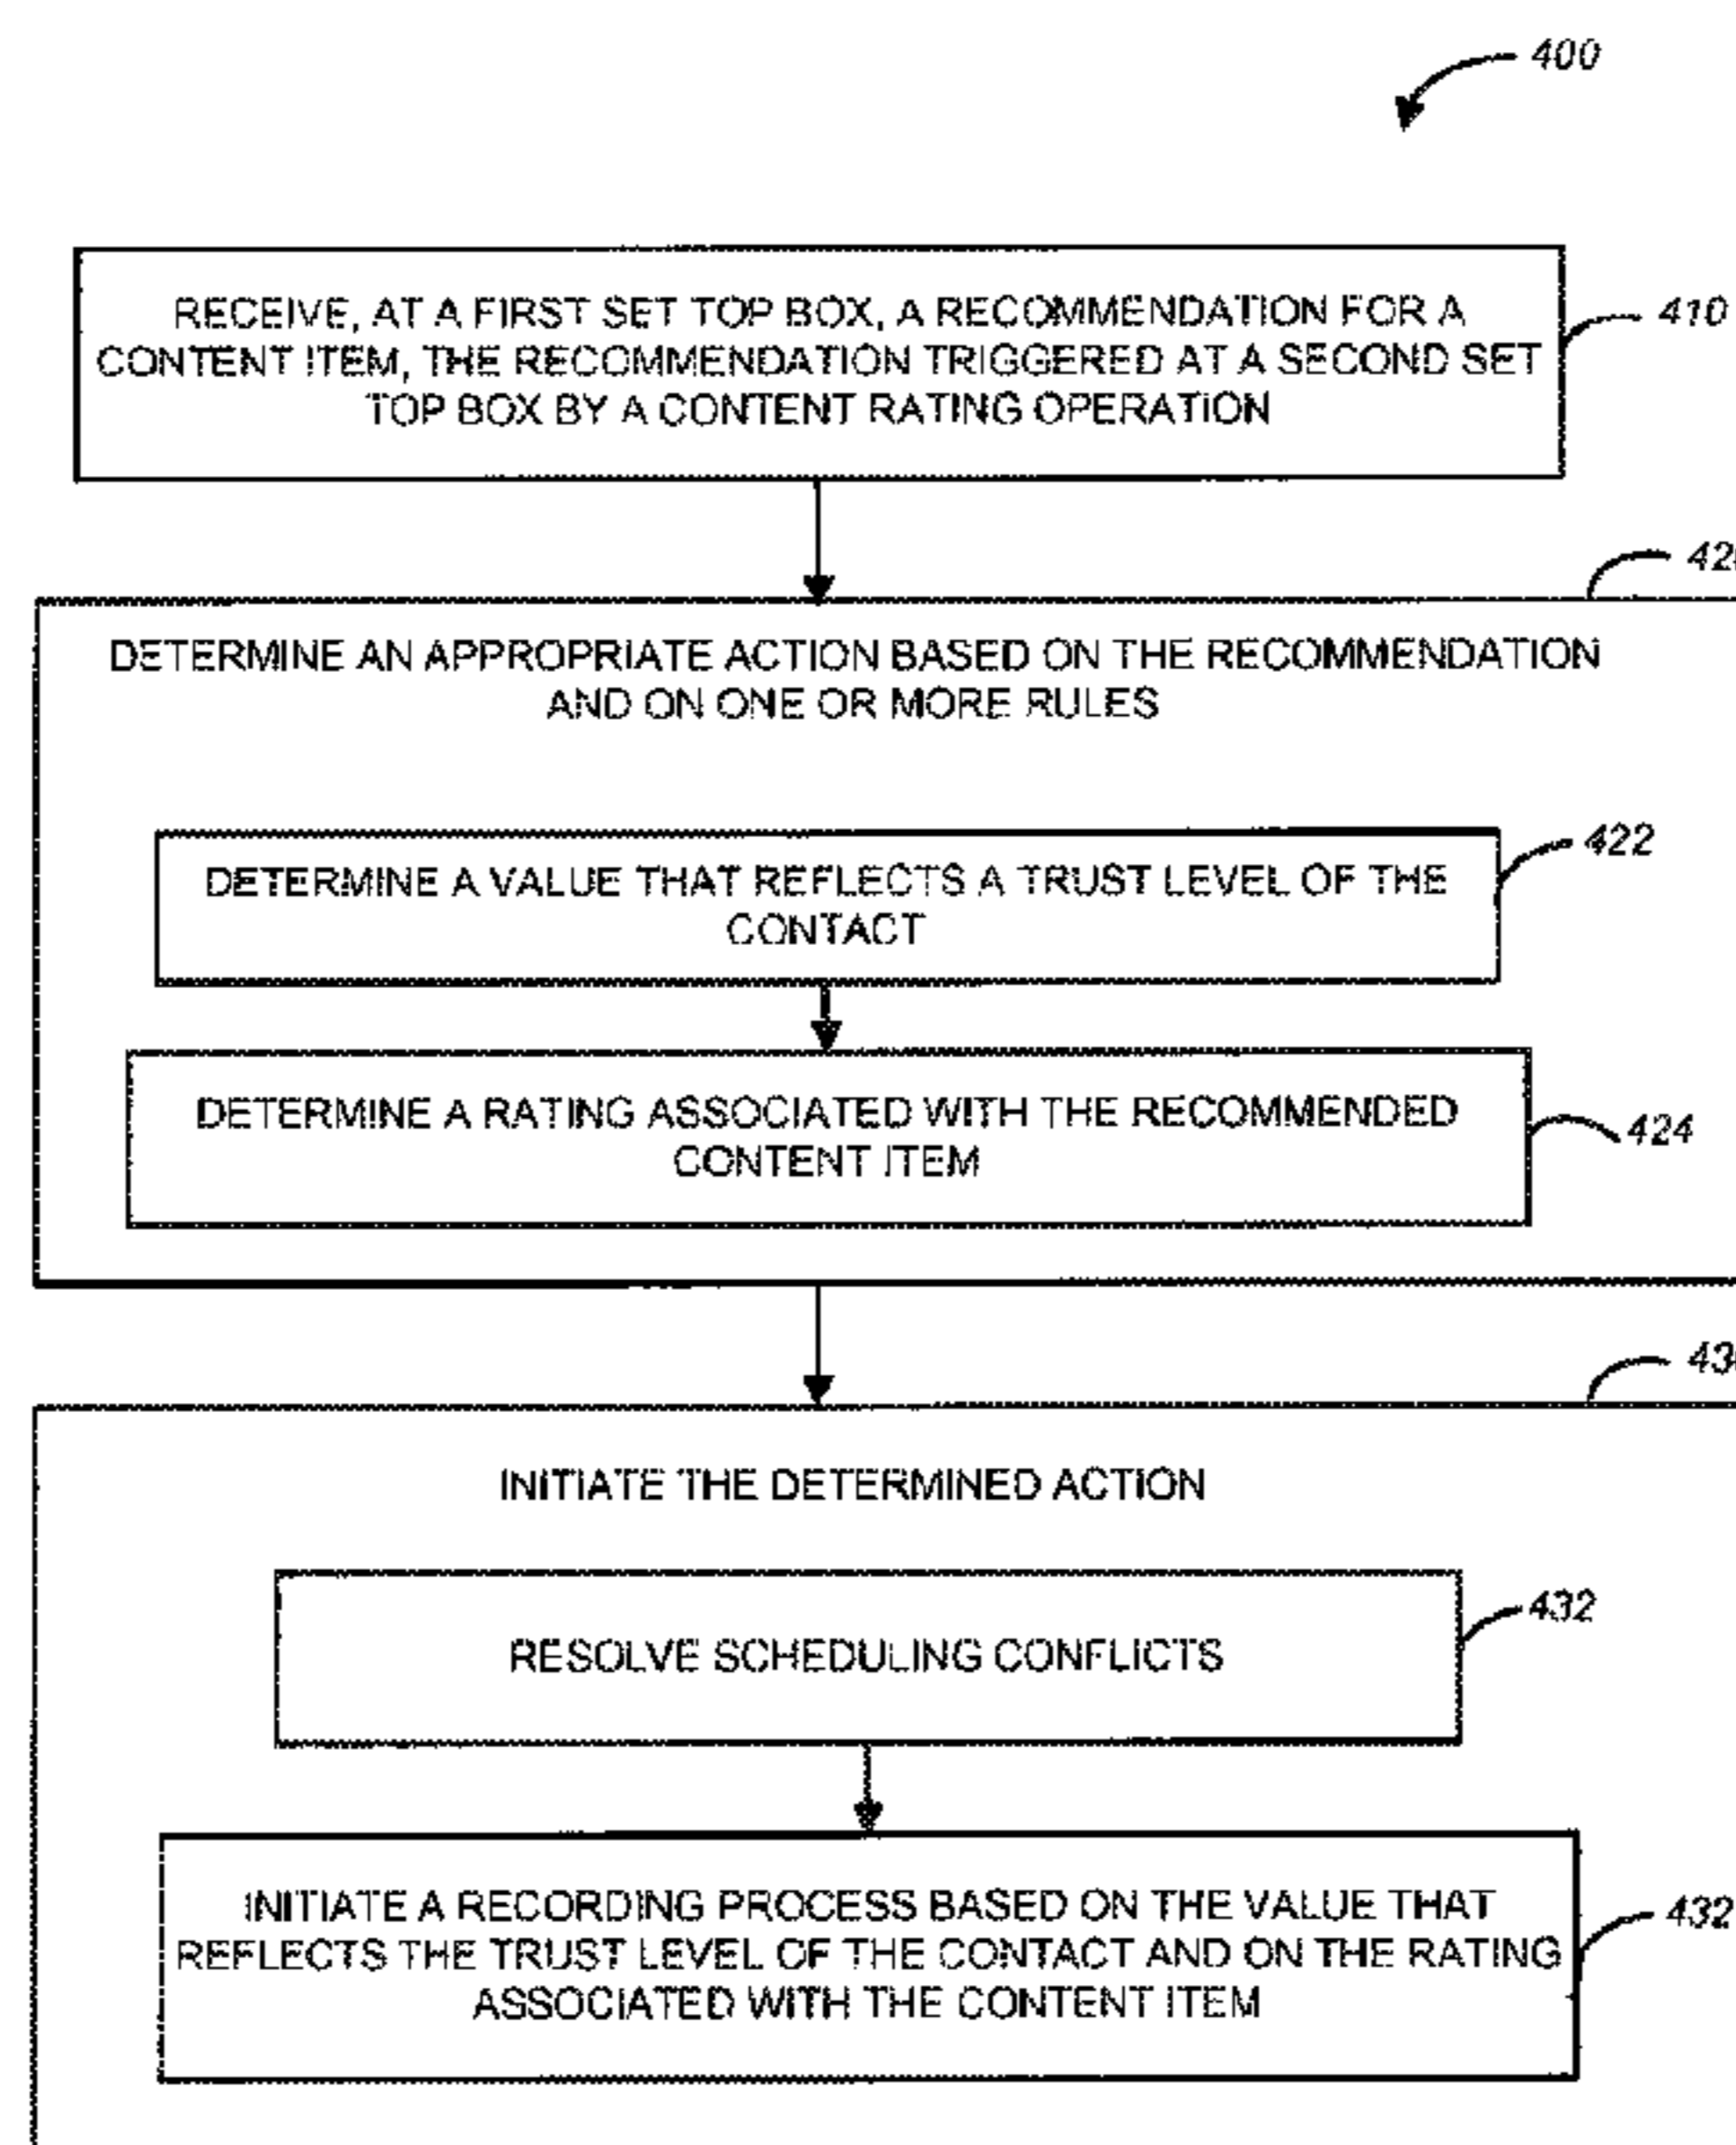 400
RECEIVE, AT A FIRST SET TOP BOX, A RECOMMENDATION FOR A
CONTENT ITEM, THE RECOMMENDATION TRIGGERED AT A SECOND SET
TOP BOX BY A CONTENT RATING OPERATION
410
DETERMINE AN APPROPRIATE ACTION BASED ON THE RECOMMENDATION
AND ON ONE OR MORE RULES
DETERMINE A VALUE THAT REFLECTS A TRUST LEVEL OF THE
CONTACT
422
DETERMINE A RATING ASSOCIATED WITH THE RECOMMENDED
CONTENT ITEM
424
INITIATE THE DETERMINED ACTION
RESOLVE SCHEDULING CONFLICTS
432
INITIATE A RECORDING PROCESS BASED ON THE VALUE THAT
REFLECTS THE TRUST LEVEL OF THE CONTACT AND ON THE RATING
ASSOCIATED WITH THE CONTENT ITEM
432